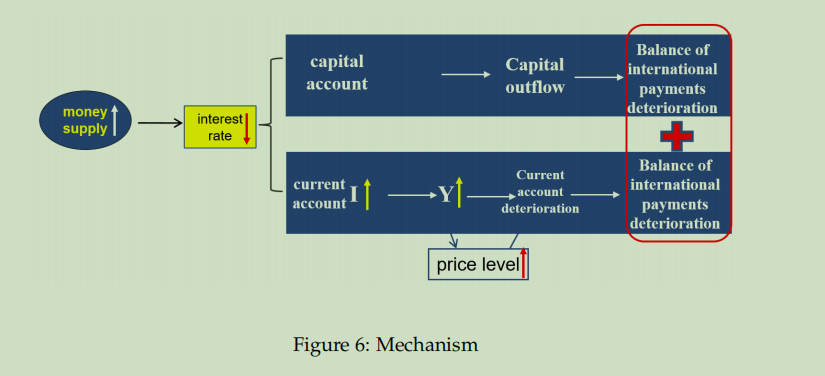 money
supply
interest
rate
capital
account
Capital
outflow
Balance of
international
payments
deterioration
current
account
I
Y
Current
account
deterioration
Balance of
international
payments
deterioration
price level
Figure 6: Mechanism